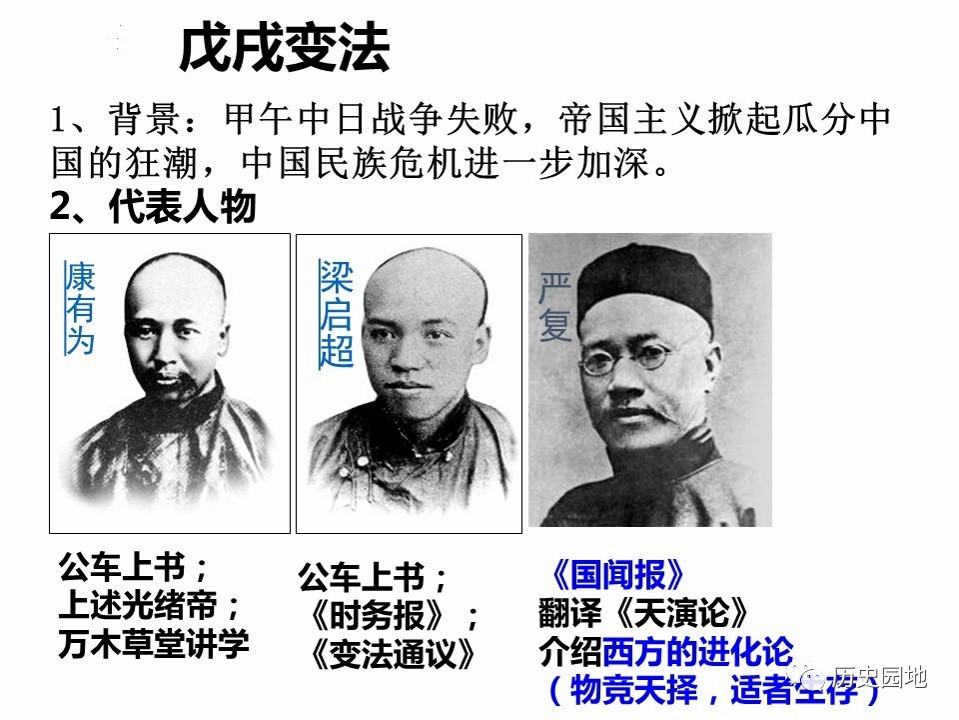 戊戌变法
1、背景：甲午中日战争失败，帝国主义掀起瓜分中
国的狂潮，中国民族危机进一步加深。
2、代表人物
康有为
梁启超
严复
公车上书；
上述光绪帝；
万木草堂讲学
公车上书；
《时务报》；
《变法通议》
《国闻报》
翻译《天演论》
介绍西方的进化论
（物竞天择，适者生存）
历史园地